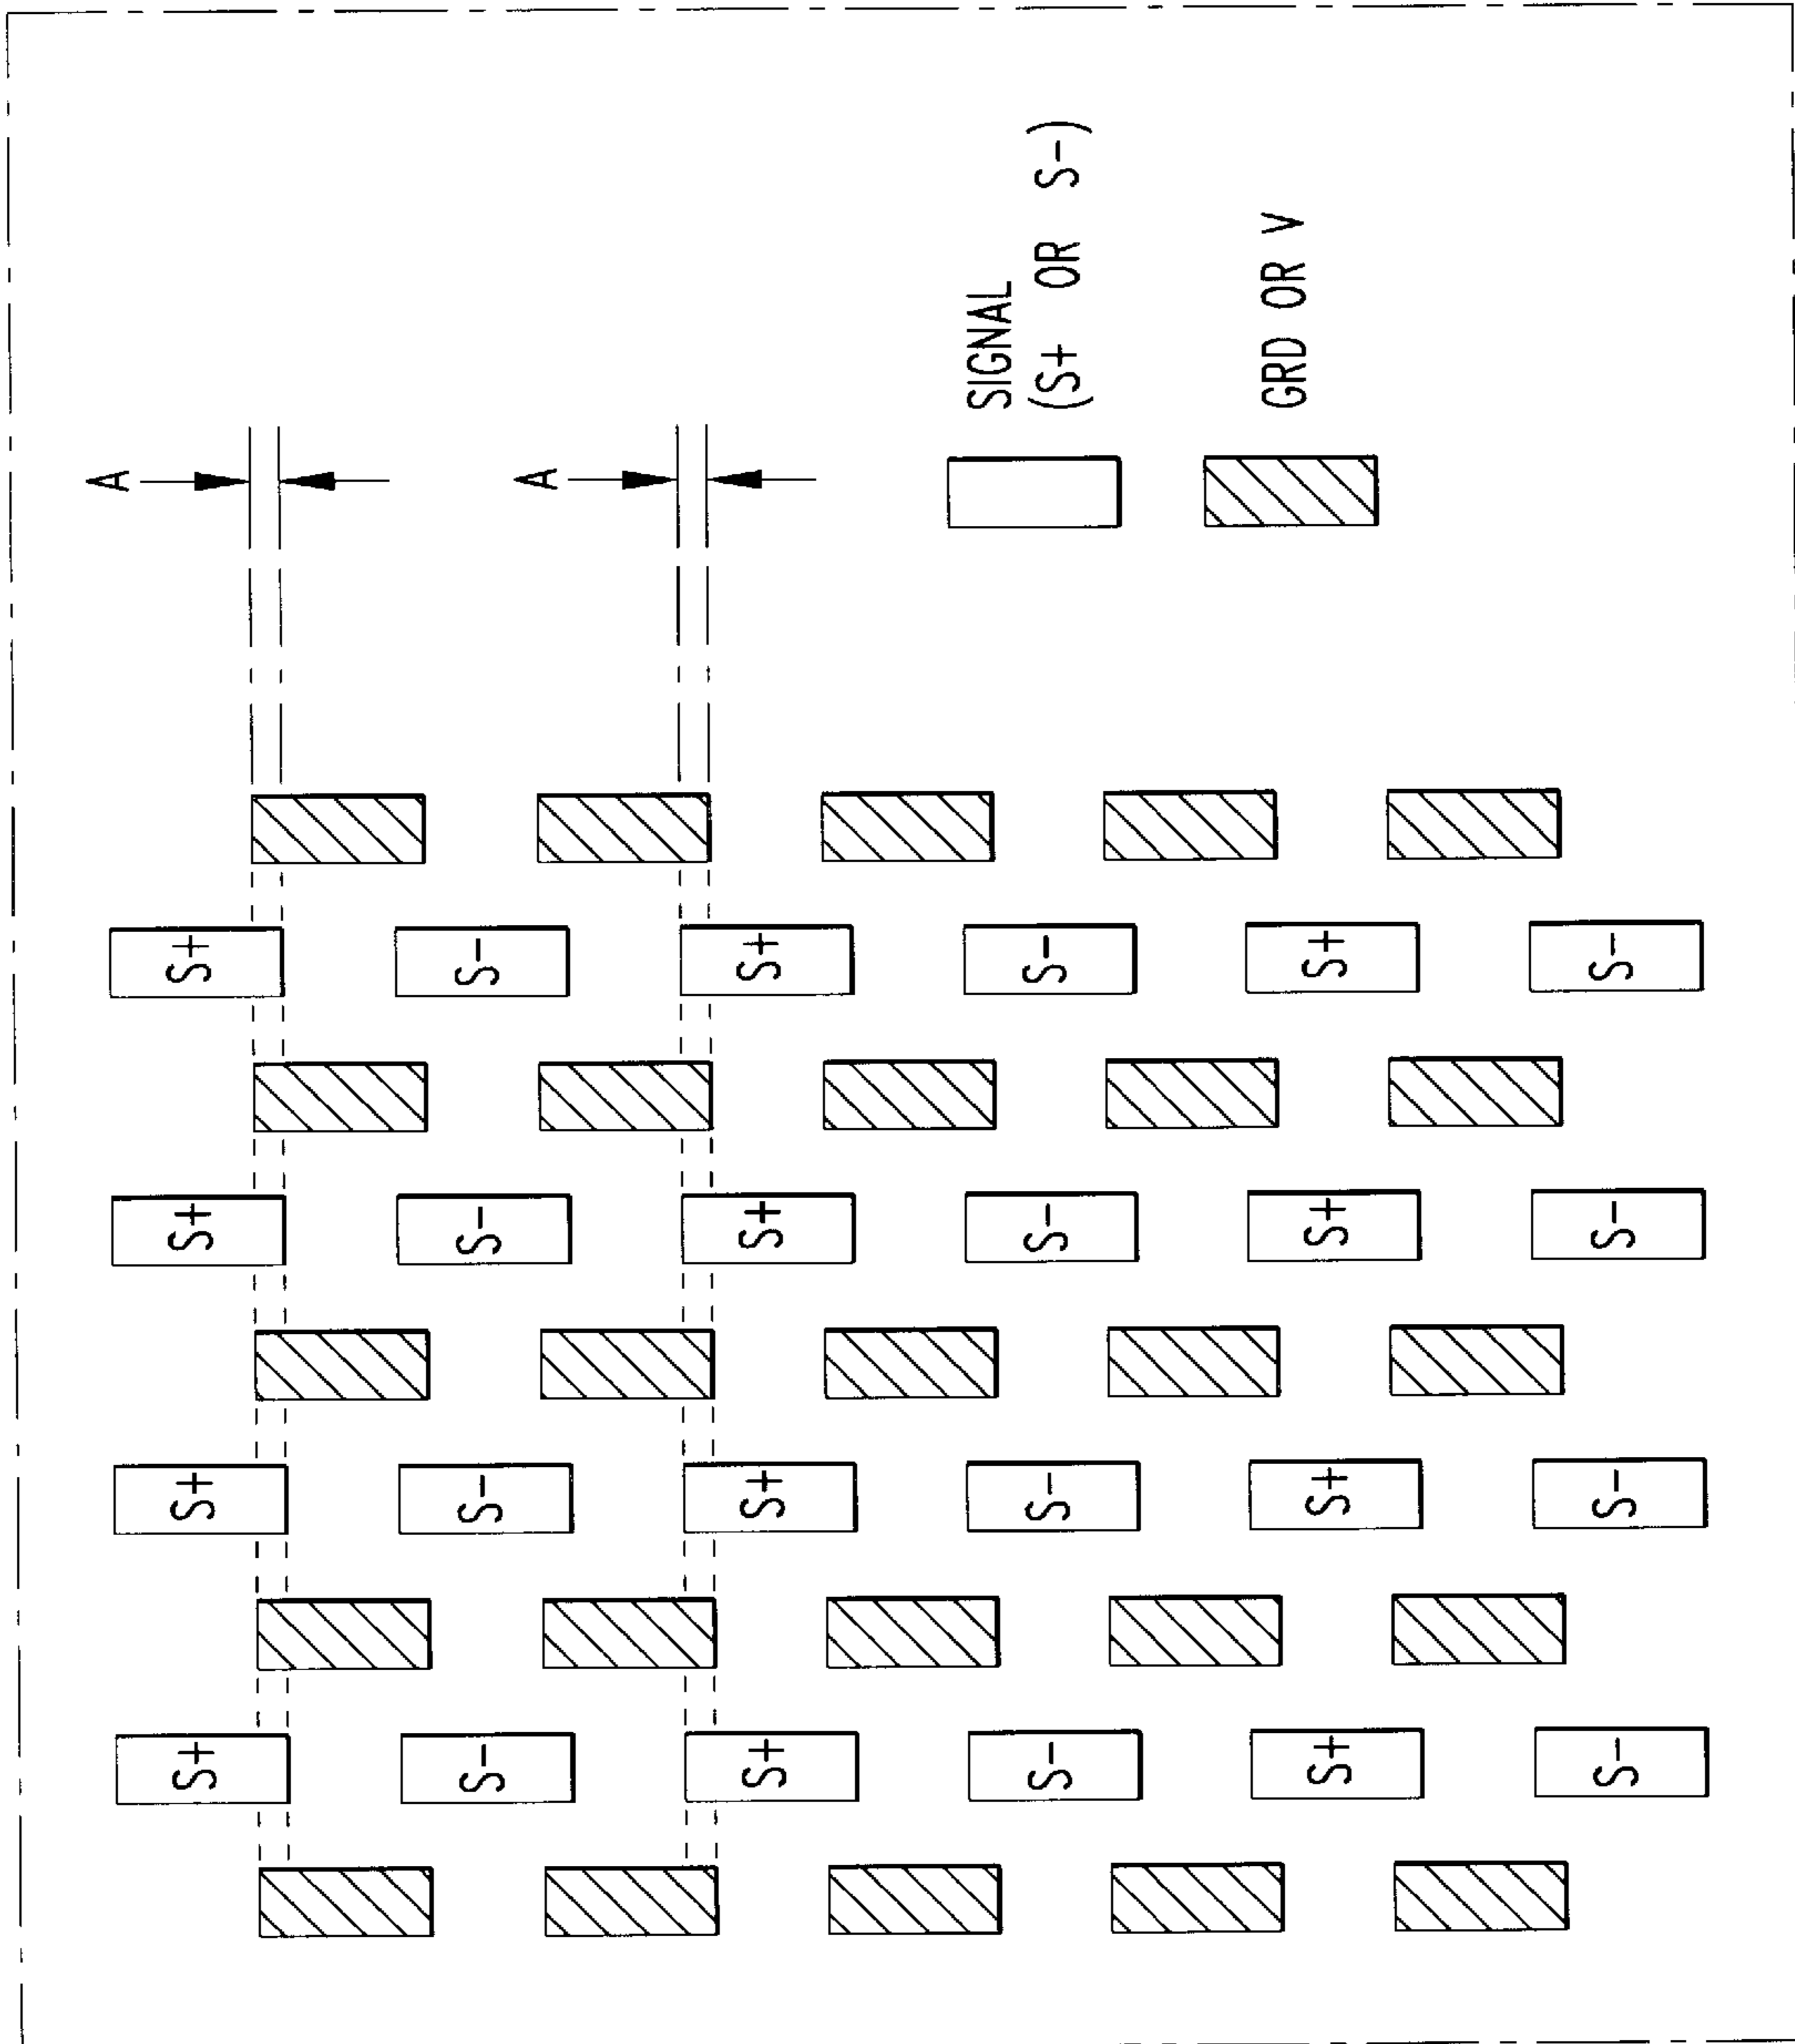 A
S+ S+ S+ S+
S- S- S- S-
A
S+ S+ S+ S+
S- S- S- S-
S+ S+ S+ S+
S- S- S- S-
SIGNAL
(S+ OR S-)
GRD OR V